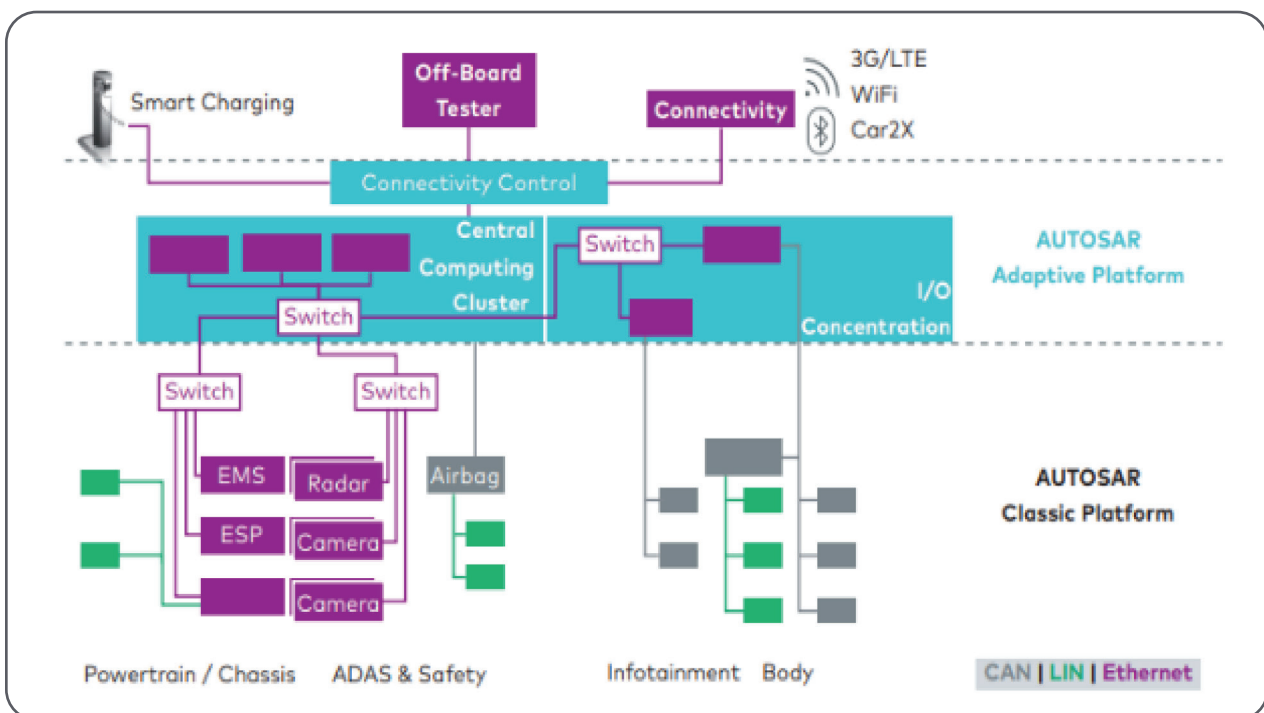 Smart Charging
Off-Board
Tester
Connectivity
3G/LTE
WiFi
Car2X
Connectivity Control
Central
Computing
Cluster
Switch
Switch
I/O
Concentration
AUTOSAR
Adaptive Platform
Switch
Switch
EMS
Radar
Airbag
ESP
Camera
Camera
AUTOSAR
Classic Platform
Powertrain / Chassis
ADAS & Safety
Infotainment
Body
CAN | LIN | Ethernet